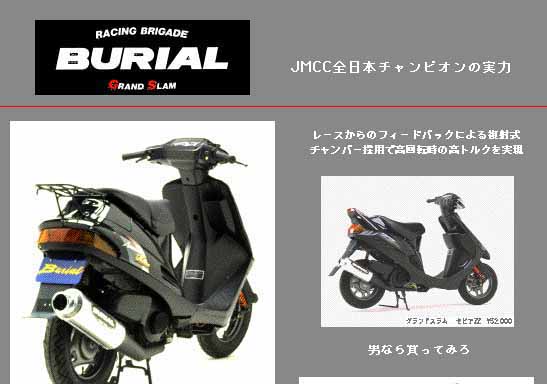 RACING BRIGADE
BURIAL
GRAND SLAM
JMCC全日本チャンピオンの実力
レースからのフィードバックによる複射式
チャンバー採用で高回転時の高トルクを実現
Burial
グランドスラム セピアZZ ¥52,000
男なら買ってみろ